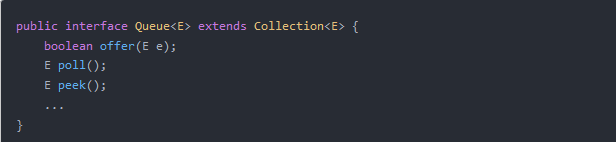 public interface Queue<E> extends Collection<E> {
    boolean offer(E e);
    E poll();
    E peek();
    ...
}